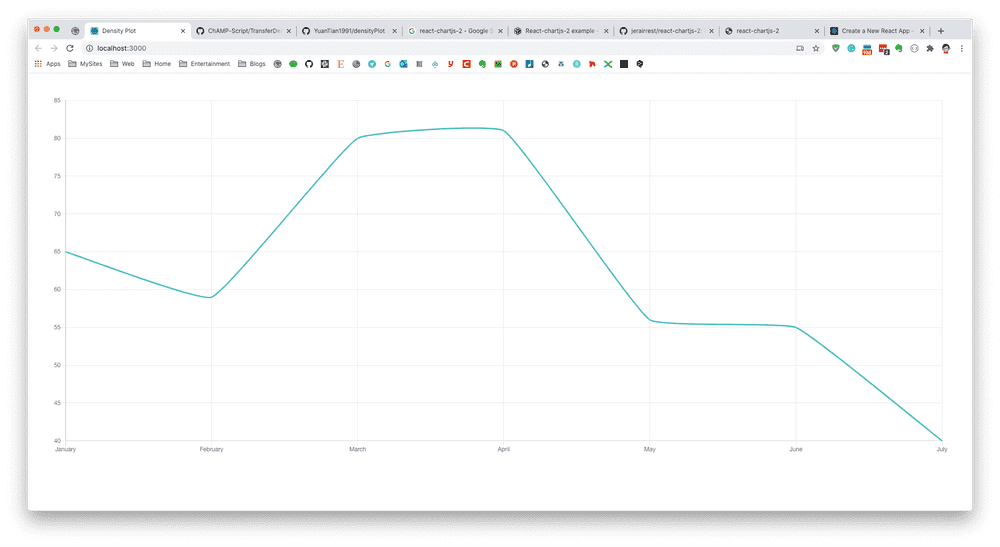 Density Plot
ChAMP-Script/TransferDe
YuanTian1991/densityPlot
react-chartjs-2 - Google S
React-chartjs-2 example -
jerairrest/react-chartjs-2:
react-chartjs-2
Create a New React App –
localhost:3000
Apps MySites Web Home Entertainment Blogs
85
80
75
70
65
60
55
50
45
40
January February March April May June July